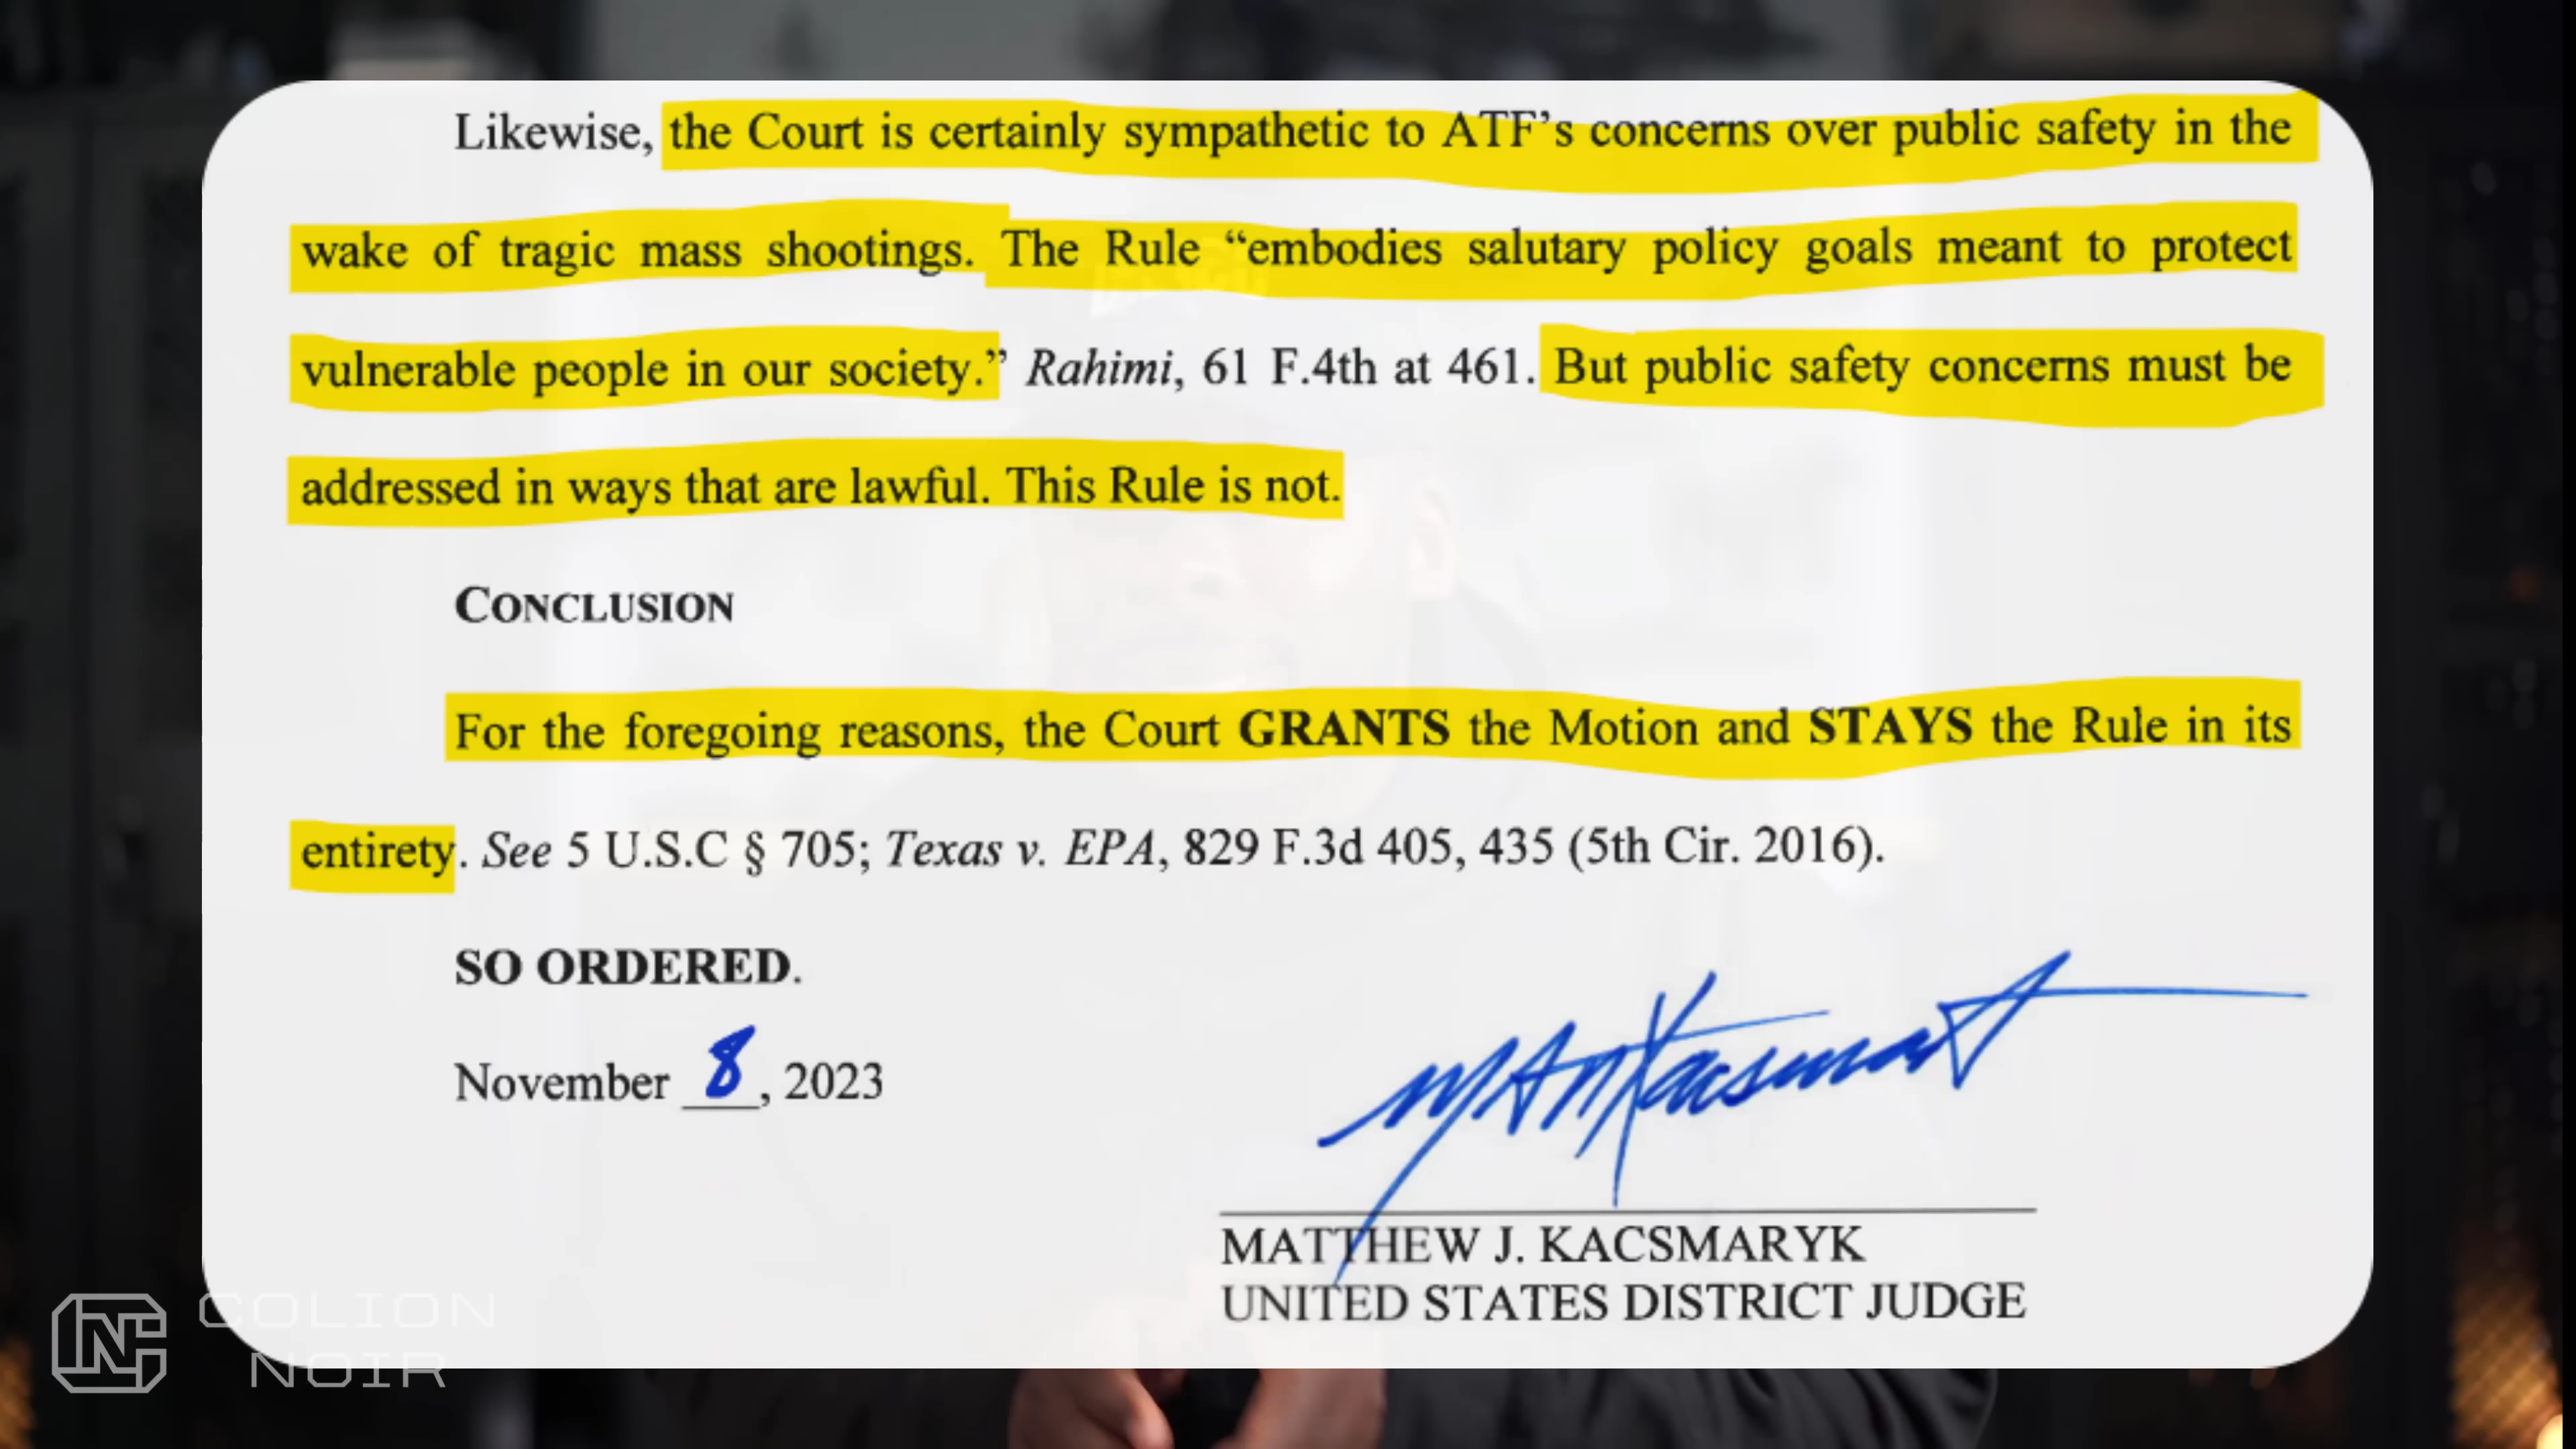 Likewise, the Court is certainly sympathetic to ATF's concerns over public safety in the
wake of tragic mass shootings. The Rule “embodies salutary policy goals meant to protect
vulnerable people in our society.” Rahimi, 61 F.4th at 461. But public safety concerns must be
addressed in ways that are lawful. This Rule is not.
CONCLUSION
For the foregoing reasons, the Court GRANTS the Motion and STAYS the Rule in its
entirety. See 5 U.S.C § 705; Texas v. EPA, 829 F.3d 405, 435 (5th Cir. 2016).
SO ORDERED.
November 8, 2023
MATTHEW J. KACSMARYK
UNITED STATES DISTRICT JUDGE
COLION
NOIR